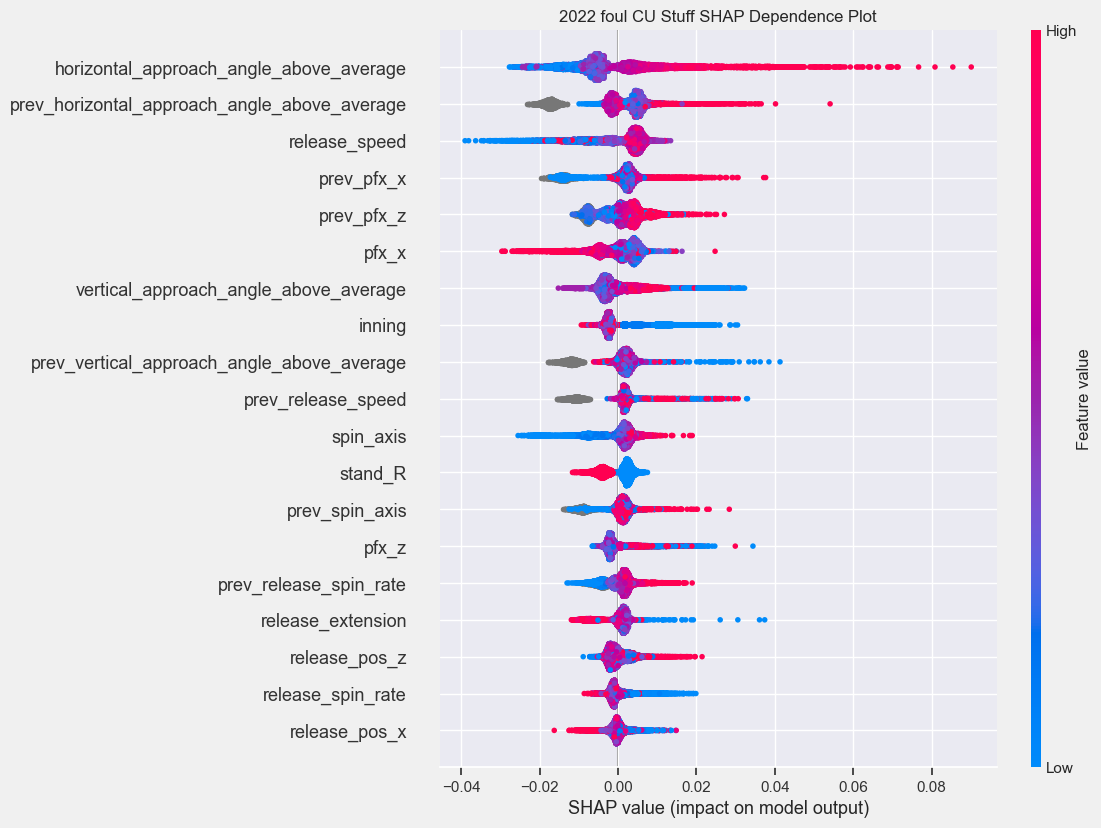 2022 foul CU Stuff SHAP Dependence Plot
High
horizontal_approach_angle_above_average
prev_horizontal_approach_angle_above_average
release_speed
prev_pfx_x
prev_pfx_z
pfx_x
vertical_approach_angle_above_average
inning
prev_vertical_approach_angle_above_average
prev_release_speed
spin_axis
stand_R
prev_spin_axis
pfx_z
prev_release_spin_rate
release_extension
release_pos_z
release_spin_rate
release_pos_x
Feature value
Low
−0.04 −0.02 0.00 0.02 0.04 0.06 0.08
SHAP value (impact on model output)